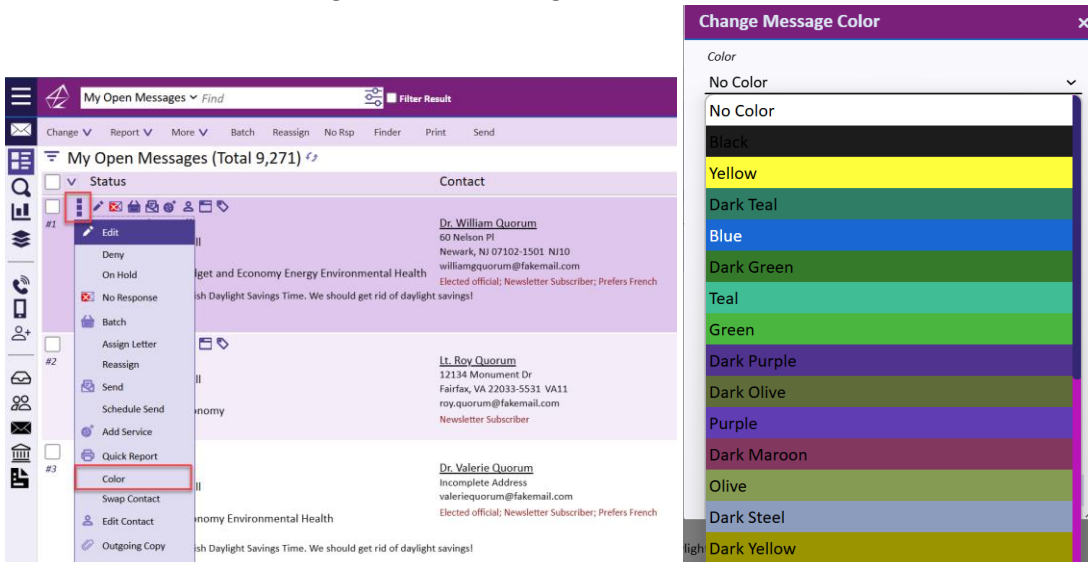 My Open Messages Find Filter Result
Change Report More Batch Reassign No Rsp Finder Print Send
My Open Messages (Total 9,271)
Status Contact
#1
Edit
Deny
On Hold
No Response
Batch
Assign Letter
Reassign
Send
Schedule Send
Add Service
Quick Report
Color
Swap Contact
Edit Contact
Outgoing Copy
Dr. William Quorum
60 Nelson Pl
Newark, NJ 07102-1501 NJ10
williamgquorum@fakemail.com
Elected official; Newsletter Subscriber; Prefers French
and Economy Energy Environmental Health
Daylight Savings Time. We should get rid of daylight savings!
#2
Lt. Roy Quorum
12134 Monument Dr
Fairfax, VA 22033-5531 VA11
roy.quorum@fakemail.com
Newsletter Subscriber
#3
Dr. Valerie Quorum
Incomplete Address
valeriequorum@fakemail.com
Elected official; Newsletter Subscriber; Prefers French
Environmental Health
Daylight Savings Time. We should get rid of daylight savings!
Change Message Color
Color
No Color
No Color
Black
Yellow
Dark Teal
Blue
Dark Green
Teal
Green
Dark Purple
Dark Olive
Purple
Dark Maroon
Olive
Dark Steel
Dark Yellow